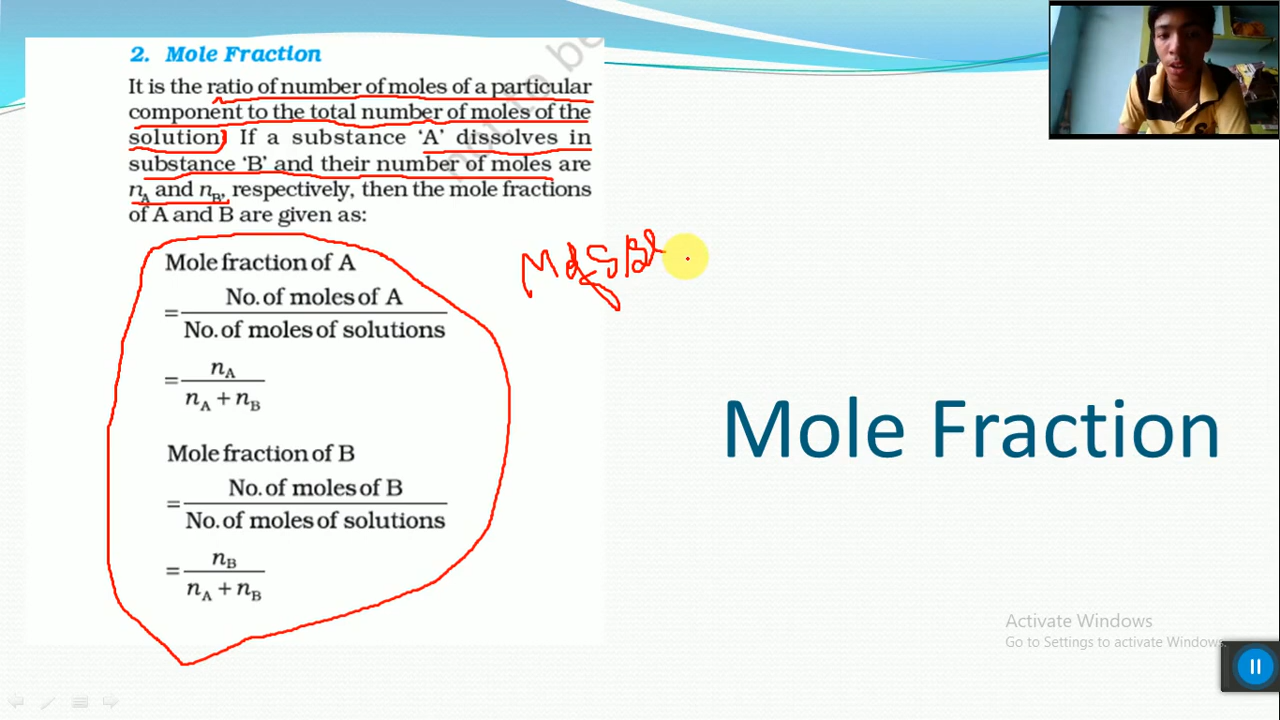 2. Mole Fraction
It is the ratio of number of moles of a particular
component to the total number of moles of the
solution. If a substance ‘A’ dissolves in
substance ‘B’ and their number of moles are
nA and nB, respectively, then the mole fractions
of A and B are given as:
Mole fraction of A
= No. of moles of A
No. of moles of solutions
= nA
nA + nB
Mole fraction of B
= No. of moles of B
No. of moles of solutions
= nB
nA + nB
Mole Fraction
Activate Windows
Go to Settings to activate Windows.